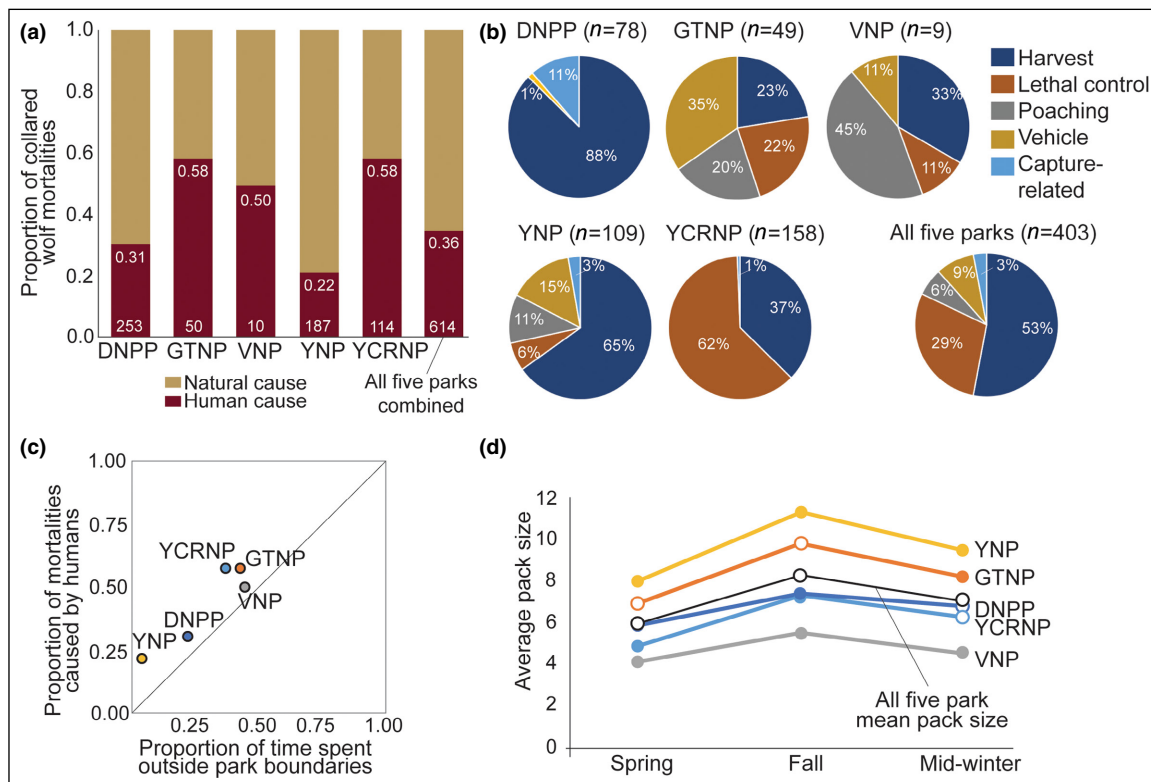 (a)
Proportion of collared
wolf mortalities
1.0
0.8
0.6
0.4
0.2
0.0
0.31
253
0.58
50
0.50
10
0.22
187
0.58
114
0.36
614
DNPP GTNP VNP YNP YCRNP
All five parks
combined
Natural cause
Human cause
(b)
DNPP (n=78)
11%
1%
88%
GTNP (n=49)
35%
23%
20%
22%
VNP (n=9)
11%
33%
45%
11%
Harvest
Lethal control
Poaching
Vehicle
Capture-
related
YNP (n=109)
3%
15%
11%
6%
65%
YCRNP (n=158)
1%
37%
62%
All five parks (n=403)
9%
3%
6%
29%
53%
(c)
Proportion of mortalities
caused by humans
1.00
0.75
0.50
0.25
0.00
YCRNP
GTNP
VNP
DNPP
YNP
0.25 0.50 0.75 1.00
Proportion of time spent
outside park boundaries
(d)
Average pack size
12
10
8
6
4
2
0
YNP
GTNP
DNPP
YCRNP
VNP
All five park
mean pack size
Spring Fall Mid-winter